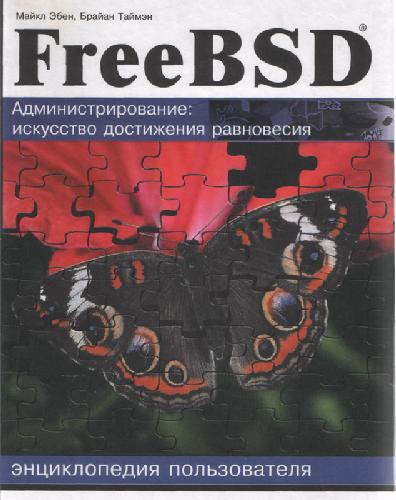 Майкл Эбен, Брайан Таймэн
FreeBSD®
Администрирование:
искусство достижения равновесия
энциклопедия пользователя